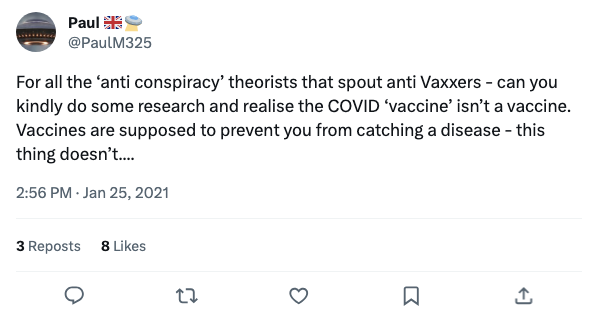 Paul 🇬🇧🛸
@PaulM325
For all the ‘anti conspiracy’ theorists that spout anti Vaxxers - can you
kindly do some research and realise the COVID ‘vaccine’ isn’t a vaccine.
Vaccines are supposed to prevent you from catching a disease - this
thing doesn’t....
2:56 PM · Jan 25, 2021
3 Reposts 8 Likes